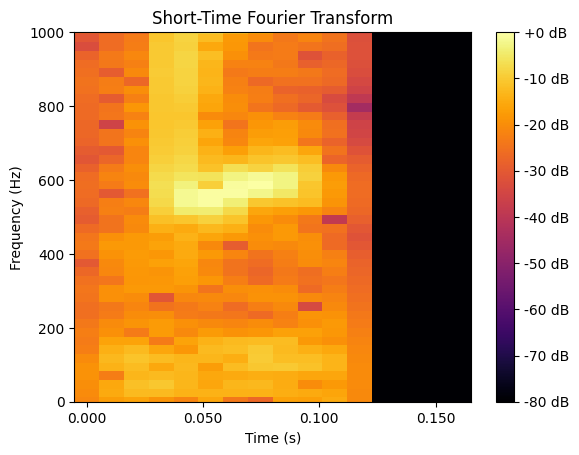 Short-Time Fourier Transform
Frequency (Hz)
1000
800
600
400
200
0
0.000
0.050
0.100
0.150
Time (s)
+0 dB
-10 dB
-20 dB
-30 dB
-40 dB
-50 dB
-60 dB
-70 dB
-80 dB